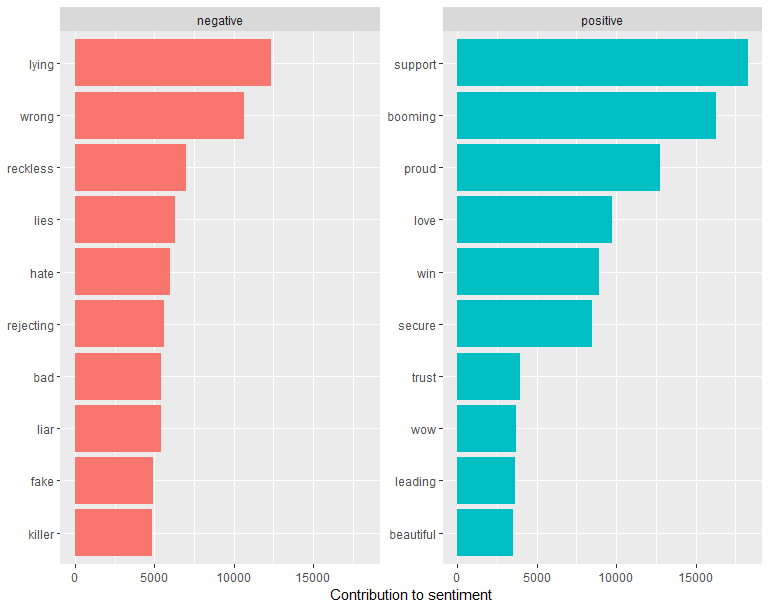 negative
lying
wrong
reckless
lies
hate
rejecting
bad
liar
fake
killer
0 5000 10000 15000
positive
support
booming
proud
love
win
secure
trust
wow
leading
beautiful
0 5000 10000 15000
Contribution to sentiment